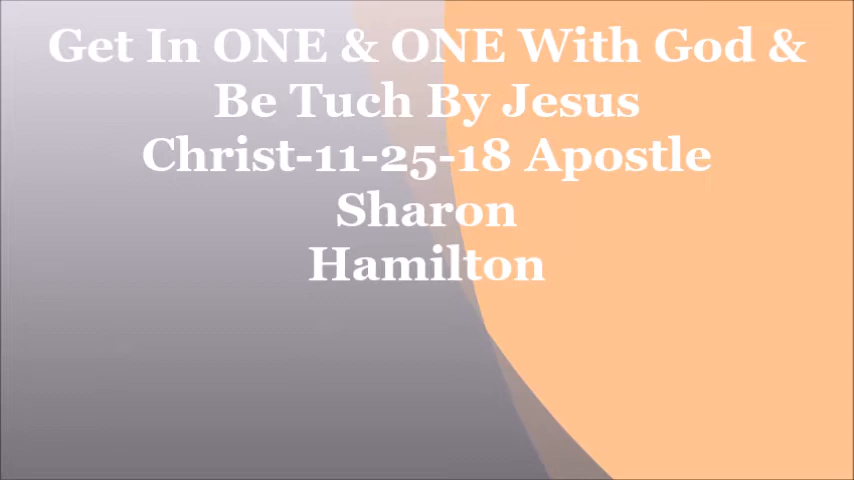 Get In ONE & ONE With God &
Be Tuch By Jesus
Christ-11-25-18 Apostle
Sharon
Hamilton